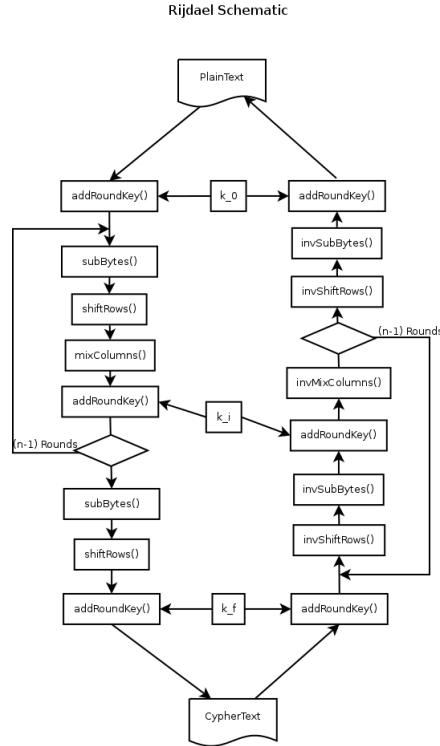 Rijdael Schematic
PlainText
addRoundKey()
k_0
addRoundKey()
invSubBytes()
subBytes()
invShiftRows()
shiftRows()
(n-1) Rounds
mixColumns()
invMixColumns()
addRoundKey()
k_i
addRoundKey()
(n-1) Rounds
invSubBytes()
subBytes()
invShiftRows()
shiftRows()
addRoundKey()
k_f
addRoundKey()
CypherText